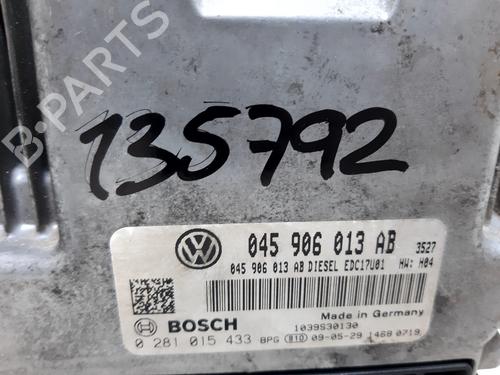 B-PARTS
135792
045 906 013 AB 3527
045 906 013 AB DIESEL EDC17U01 HW: H04
Made in Germany
BOSCH 1039S30130
0 281 015 433 BPG 81D 09-05-29 1468 0719